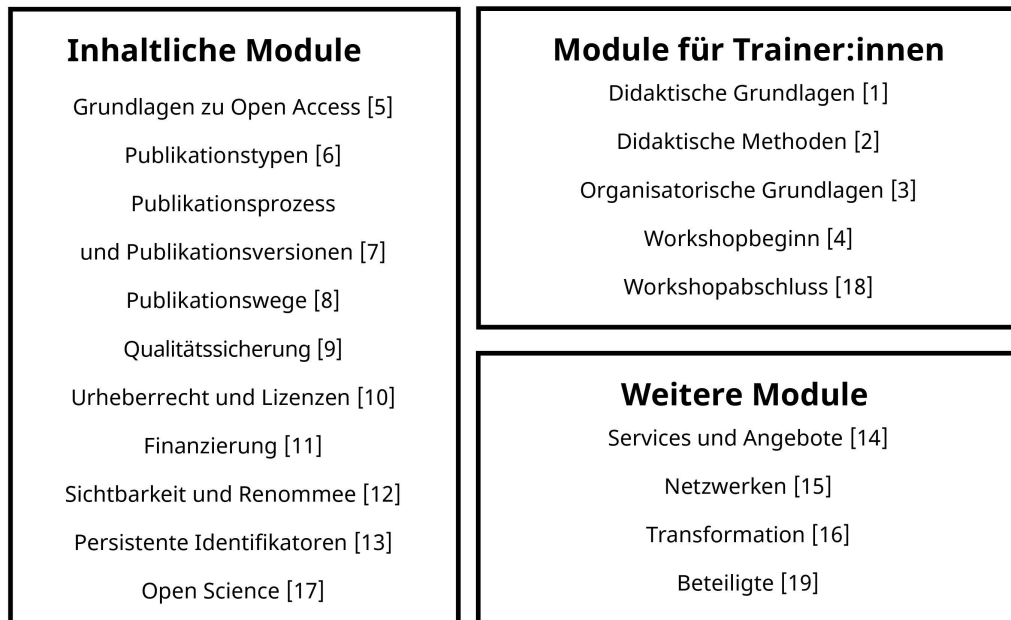 Inhaltliche Module
Grundlagen zu Open Access [5]
Publikationstypen [6]
Publikationsprozess
und Publikationsversionen [7]
Publikationswege [8]
Qualitätssicherung [9]
Urheberrecht und Lizenzen [10]
Finanzierung [11]
Sichtbarkeit und Renommee [12]
Persistente Identifikatoren [13]
Open Science [17]
Module für Trainer:innen
Didaktische Grundlagen [1]
Didaktische Methoden [2]
Organisatorische Grundlagen [3]
Workshopbeginn [4]
Workshopabschluss [18]
Weitere Module
Services und Angebote [14]
Netzwerken [15]
Transformation [16]
Beteiligte [19]